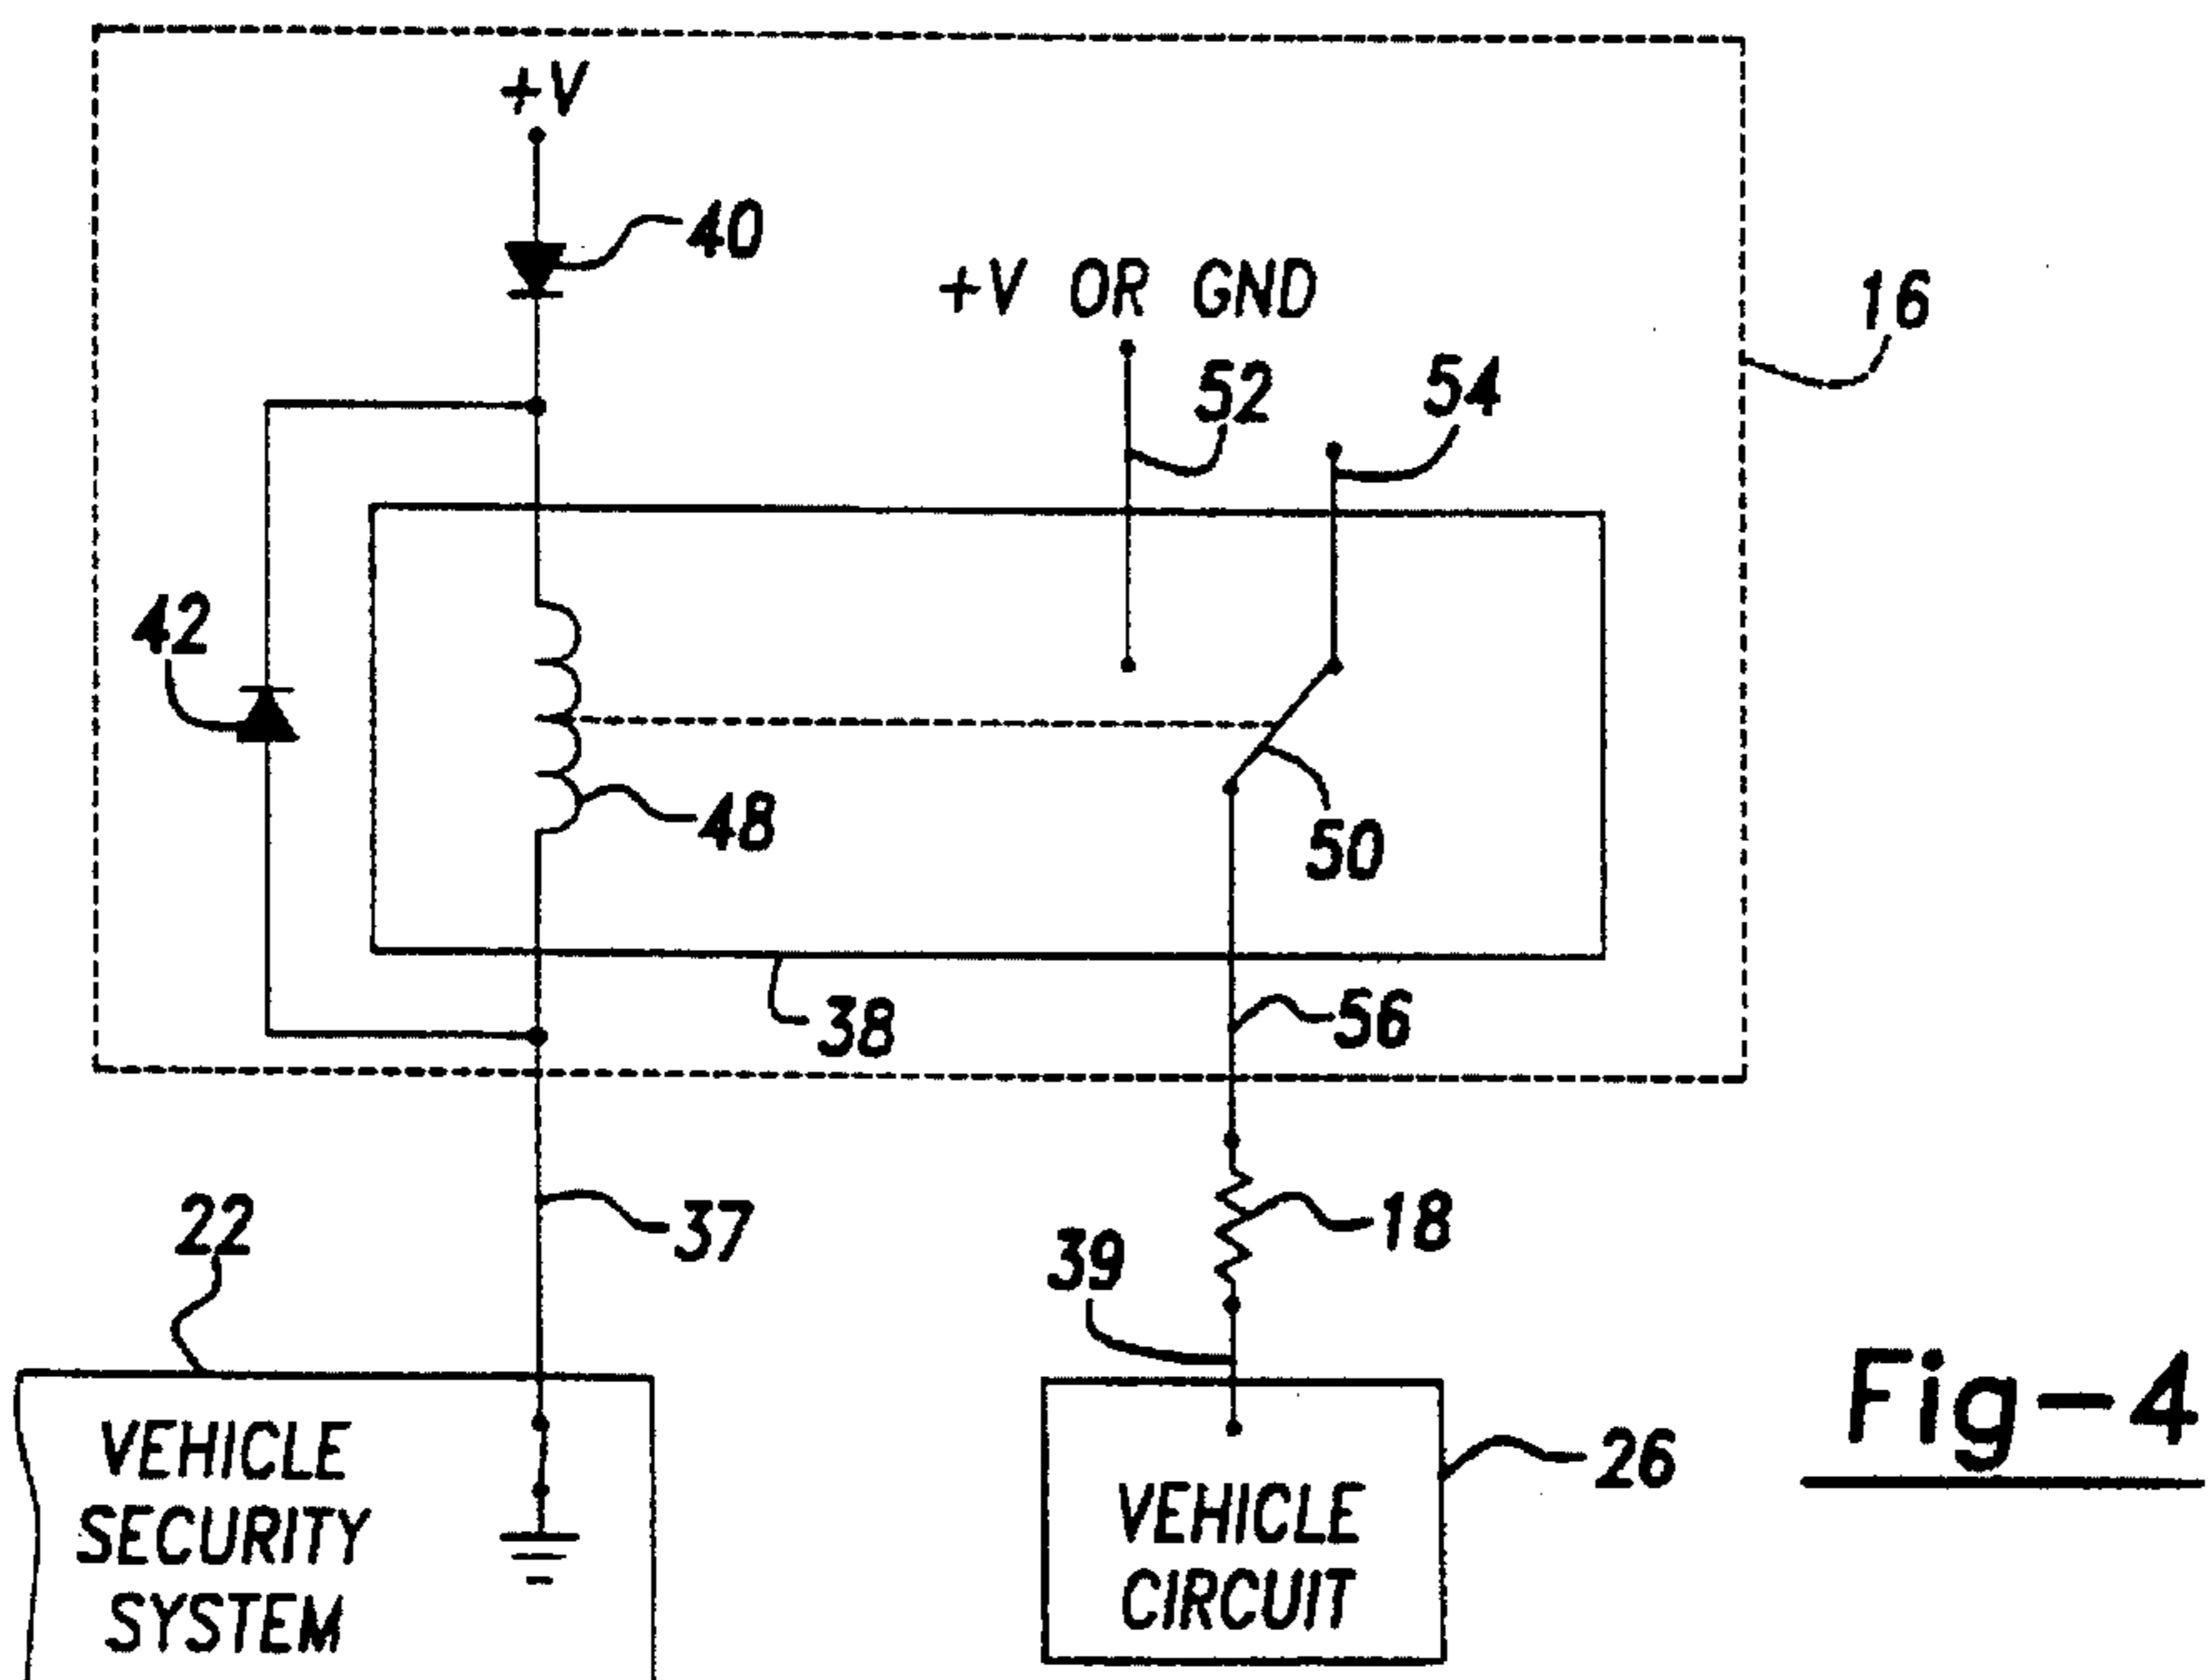 +V
40
+V OR GND
16
52
54
42
48
50
38
56
22
37
18
39
VEHICLE
SECURITY
SYSTEM
VEHICLE
CIRCUIT
26
Fig-4